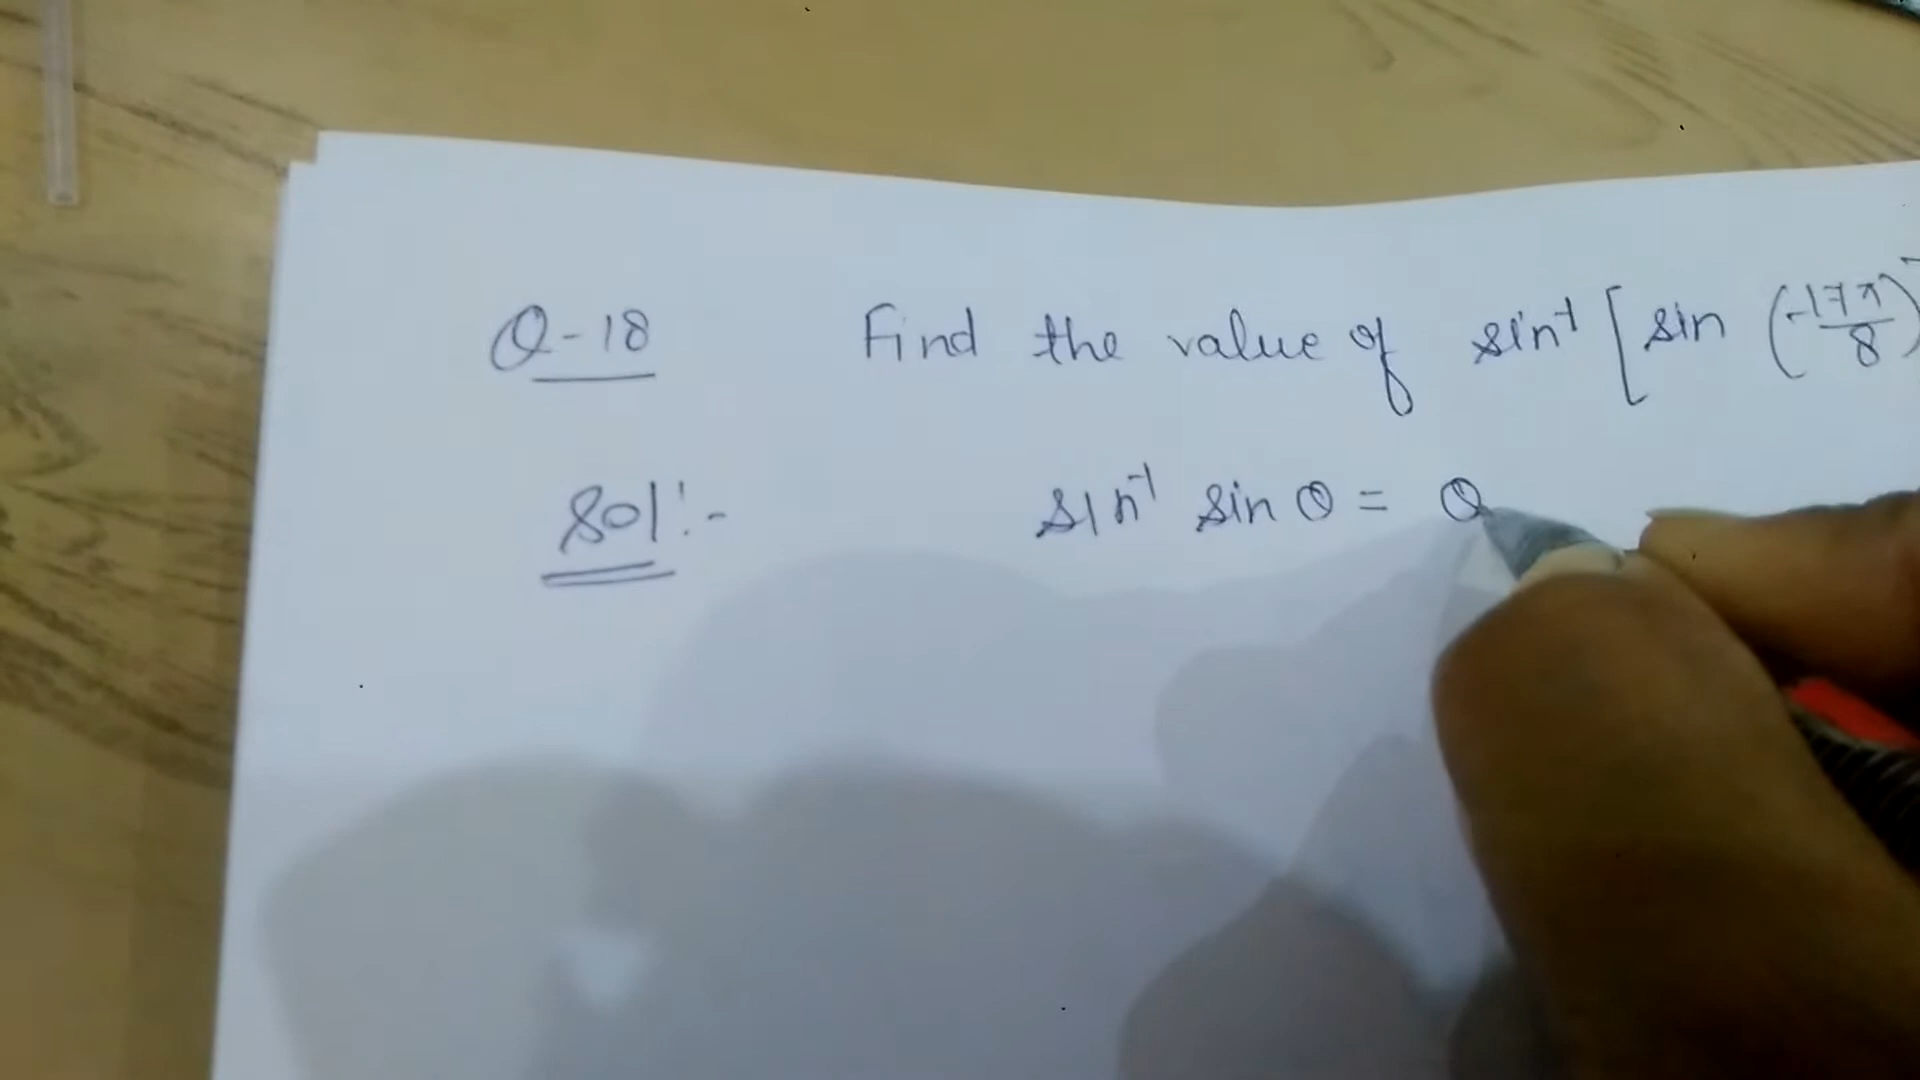 Q-18 Find the value of sin⁻¹ [sin (-17π/8)
Sol:- sin⁻¹ sin θ = θ